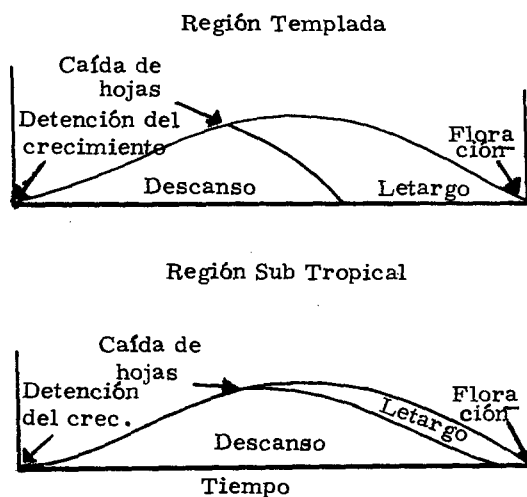 Región Templada
Caída de
hojas
Detención del
crecimiento
Flora
ción
Descanso
Letargo
Región Sub Tropical
Caída de
hojas
Detención
del crec.
Flora
ción
Letargo
Descanso
Tiempo